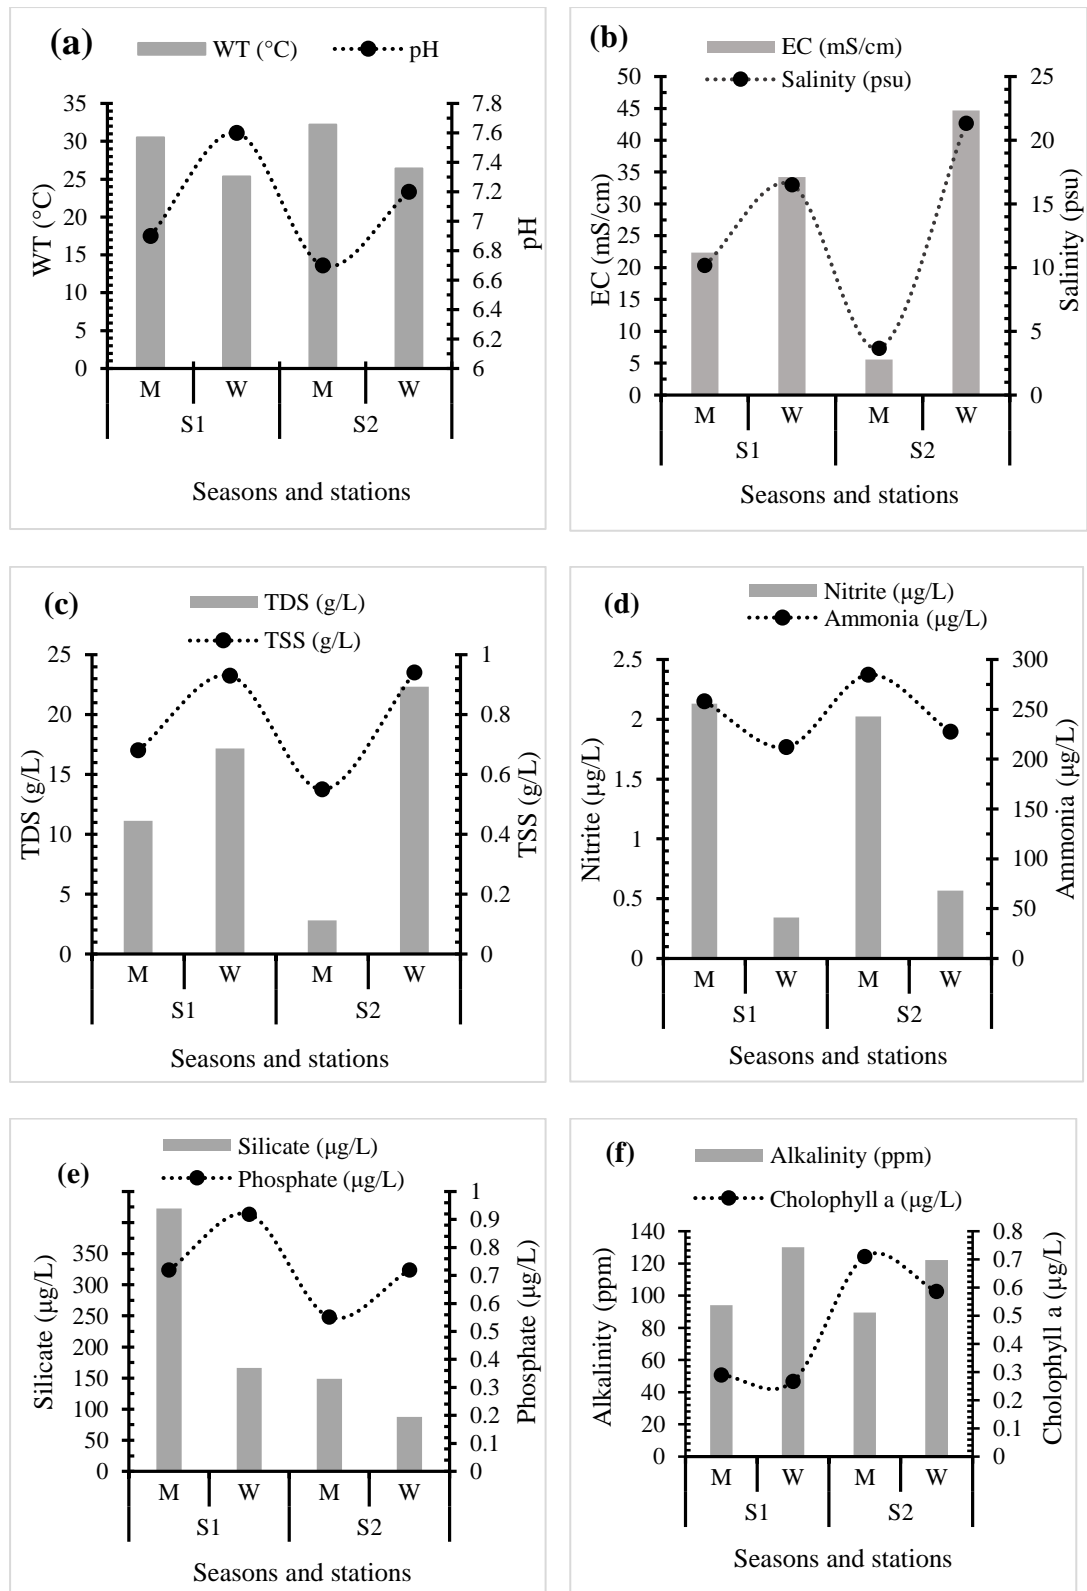 (a)
WT (°C)
pH
35
30
25
20
15
10
5
0
WT (°C)
7.8
7.6
7.4
7.2
7
6.8
6.6
6.4
6.2
6
pH
M W M W
S1 S2
Seasons and stations
(b)
EC (mS/cm)
Salinity (psu)
50
45
40
35
30
25
20
15
10
5
0
EC (mS/cm)
25
20
15
10
5
0
Salinity (psu)
M W M W
S1 S2
Seasons and stations
(c)
TDS (g/L)
TSS (g/L)
25
20
15
10
5
0
TDS (g/L)
1
0.8
0.6
0.4
0.2
0
TSS (g/L)
M W M W
S1 S2
Seasons and stations
(d)
Nitrite (µg/L)
Ammonia (µg/L)
2.5
2
1.5
1
0.5
0
Nitrite (µg/L)
300
250
200
150
100
50
0
Ammonia (µg/L)
M W M W
S1 S2
Seasons and stations
(e)
Silicate (µg/L)
Phosphate (µg/L)
350
300
250
200
150
100
50
0
Silicate (µg/L)
1
0.9
0.8
0.7
0.6
0.5
0.4
0.3
0.2
0.1
0
Phosphate (µg/L)
M W M W
S1 S2
Seasons and stations
(f)
Alkalinity (ppm)
Cholophyll a (µg/L)
140
120
100
80
60
40
20
0
Alkalinity (ppm)
0.8
0.7
0.6
0.5
0.4
0.3
0.2
0.1
0
Cholophyll a (µg/L)
M W M W
S1 S2
Seasons and stations